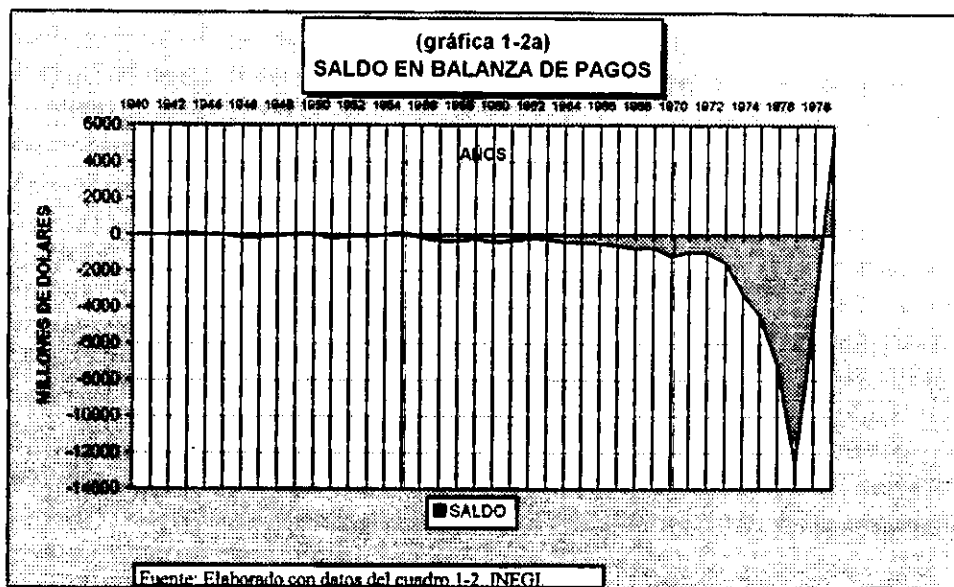 (gráfica 1-2a)
SALDO EN BALANZA DE PAGOS
1940 1942 1944 1946 1948 1950 1952 1954 1956 1958 1960 1962 1964 1966 1968 1970 1972 1974 1976 1978
AÑOS
MILLONES DE DOLARES
6000
4000
2000
0
-2000
-4000
-6000
-8000
-10000
-12000
-14000
SALDO
Fuente: Elaborado con datos del cuadro 1-2. INEGI